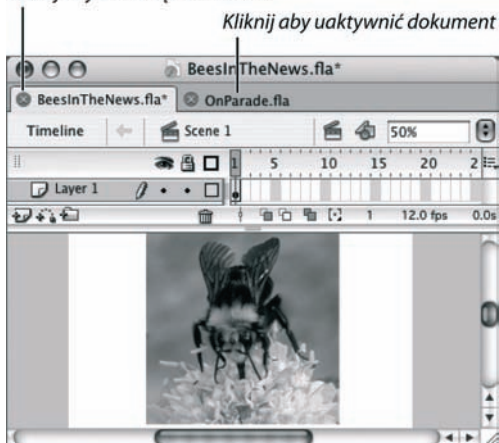 Kliknij aby uaktywnić dokument
BeesInTheNews.fla*
BeesInTheNews.fla* OnParade.fla
Timeline Scene 1 50%
1 5 10 15 20 2
Layer 1
1 12.0 fps 0.0s